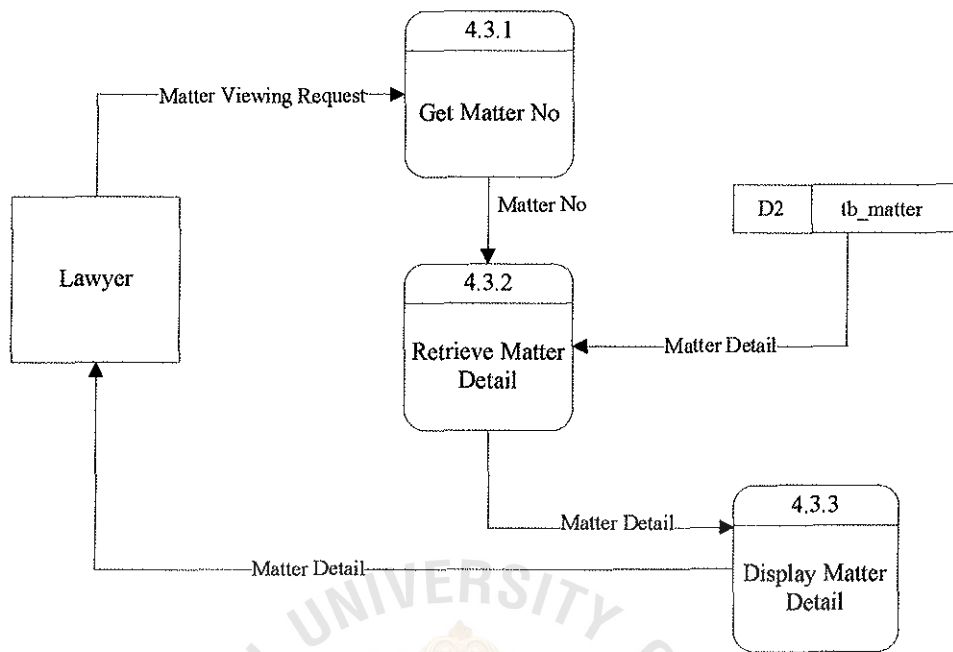 4.3.1
Matter Viewing Request
Get Matter No
Matter No
D2
tb_matter
Lawyer
4.3.2
Retrieve Matter
Detail
Matter Detail
Matter Detail
4.3.3
Matter Detail
Display Matter
Detail
UNIVERSITY